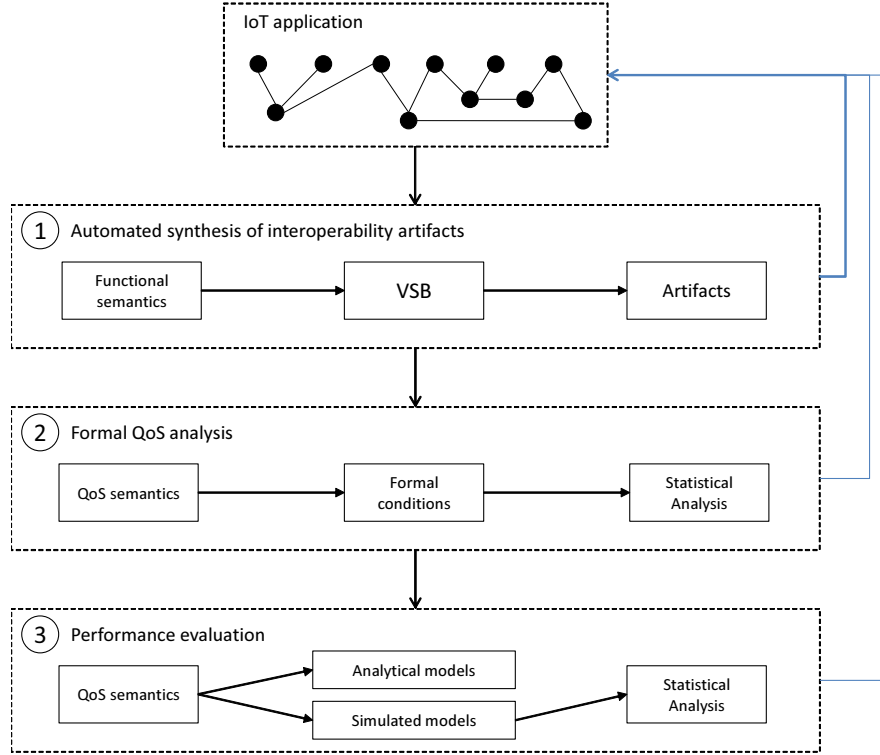 IoT application
1 Automated synthesis of interoperability artifacts
Functional
semantics
VSB
Artifacts
2 Formal QoS analysis
QoS semantics
Formal
conditions
Statistical
Analysis
3 Performance evaluation
QoS semantics
Analytical models
Simulated models
Statistical
Analysis